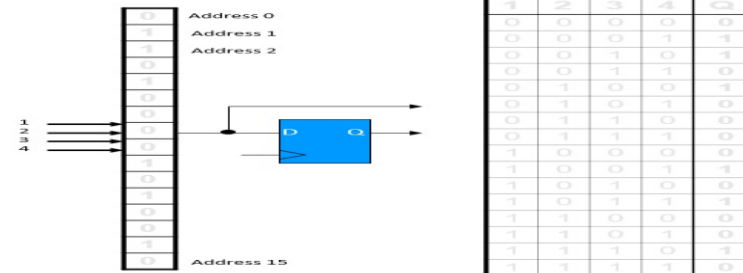 0 Address 0
1 Address 1
1 Address 2
0
1
0
0
0
0
1
0
1
0
0
1
0 Address 15
1
2
3
4
D Q
1 2 3 4 Q
0 0 0 0 0
0 0 0 1 1
0 0 1 0 1
0 0 1 1 0
0 1 0 0 1
0 1 0 1 0
0 1 1 0 0
0 1 1 1 0
1 0 0 0 0
1 0 0 1 1
1 0 1 0 0
1 0 1 1 1
1 1 0 0 0
1 1 0 1 0
1 1 1 0 1
1 1 1 1 0